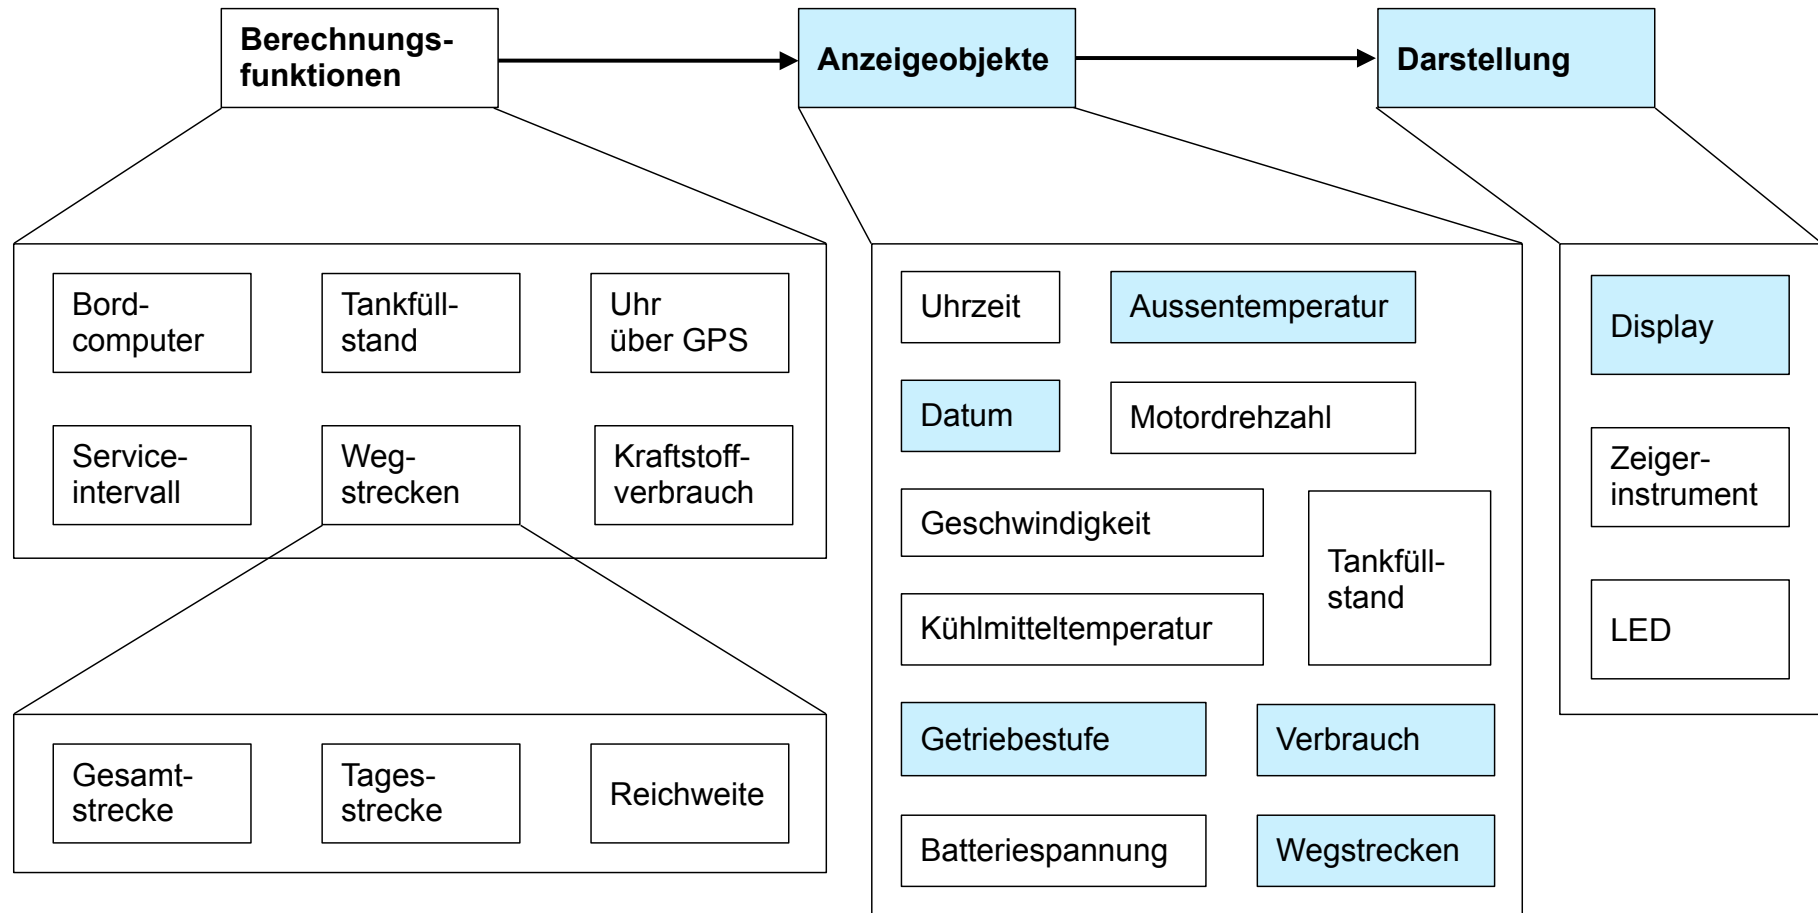 Berechnungs-
funktionen
Anzeigeobjekte
Darstellung
Bord-
computer
Tankfüll-
stand
Uhr
über GPS
Service-
intervall
Weg-
strecken
Kraftstoff-
verbrauch
Gesamt-
strecke
Tages-
strecke
Reichweite
Uhrzeit
Aussentemperatur
Datum
Motordrehzahl
Geschwindigkeit
Tankfüll-
stand
Kühlmitteltemperatur
Getriebestufe
Verbrauch
Batteriespannung
Wegstrecken
Display
Zeiger-
instrument
LED